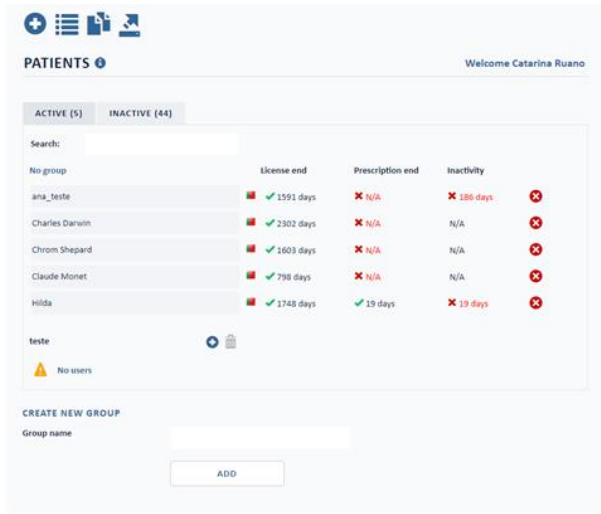 PATIENTS
Welcome Catarina Ruano
ACTIVE (5) INACTIVE (44)
Search:
No group License end Prescription end Inactivity
ana_teste 1591 days N/A 186 days
Charles Darwin 2302 days N/A N/A
Chrom Shepard 1603 days N/A N/A
Claude Monet 798 days N/A N/A
Hilda 1748 days 19 days 19 days
teste
No users
CREATE NEW GROUP
Group name
ADD